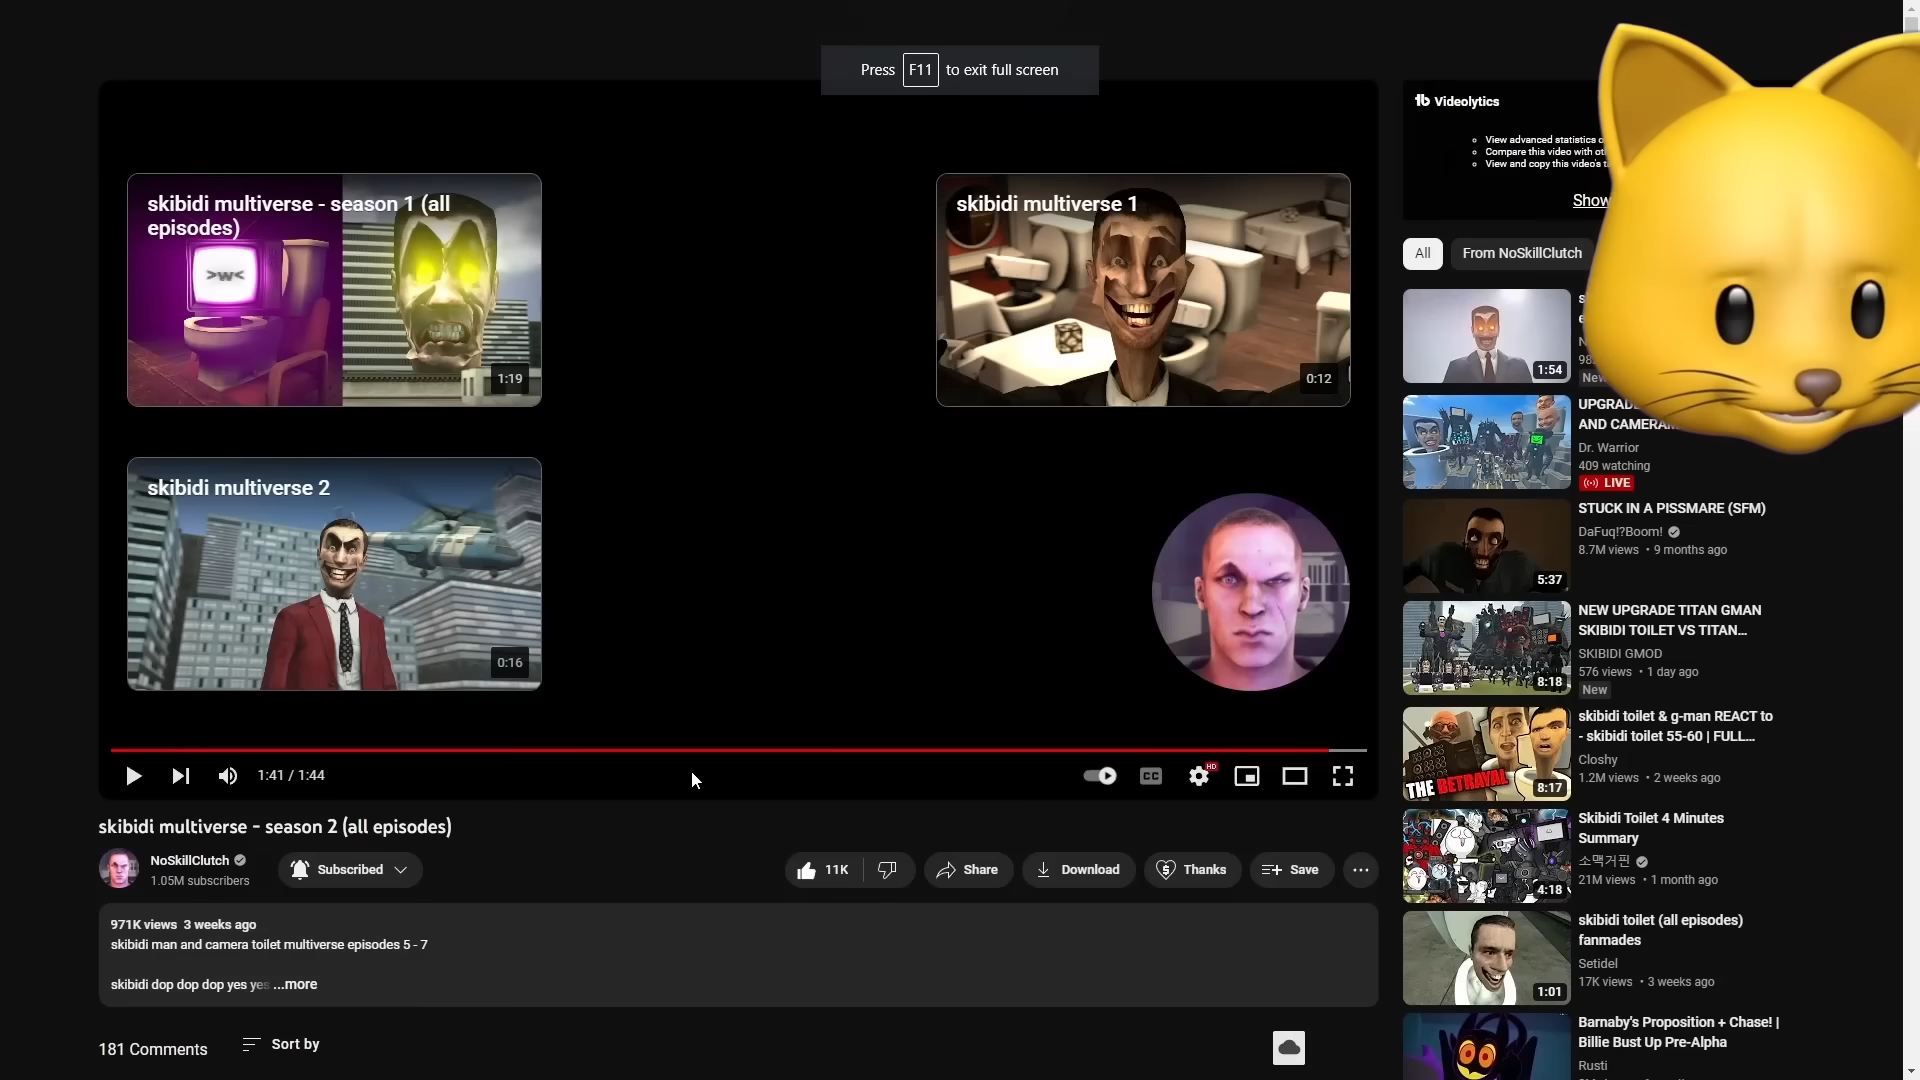 Press F11 to exit full screen
skibidi multiverse - season 1 (all
episodes)
>w<
1:19
skibidi multiverse 1
0:12
skibidi multiverse 2
0:16
1:41 / 1:44
CC
HD
skibidi multiverse - season 2 (all episodes)
NoSkillClutch
1.05M subscribers
Subscribed
11K
Share
Download
Thanks
Save
971K views 3 weeks ago
skibidi man and camera toilet multiverse episodes 5 - 7
skibidi dop dop dop yes yes ...more
181 Comments
Sort by
Videolytics
View advanced statistics
Compare this video with
View and copy this video's
Show
All
From NoSkillClutch
1:54
New
AND
Dr. Warrior
409 watching
LIVE
STUCK IN A PISSMARE (SFM)
DaFuq!?Boom!
8.7M views • 9 months ago
5:37
NEW UPGRADE TITAN GMAN
SKIBIDI TOILET VS TITAN...
SKIBIDI GMOD
576 views • 1 day ago
New
8:18
skibidi toilet & g-man REACT to
- skibidi toilet 55-60 | FULL...
Closhy
1.2M views • 2 weeks ago
THE BETRAYAL
8:17
Skibidi Toilet 4 Minutes
Summary
소맥거핀
21M views • 1 month ago
4:18
skibidi toilet (all episodes)
fanmades
Setidel
17K views • 3 weeks ago
1:01
Barnaby's Proposition + Chase! |
Billie Bust Up Pre-Alpha
Rusti